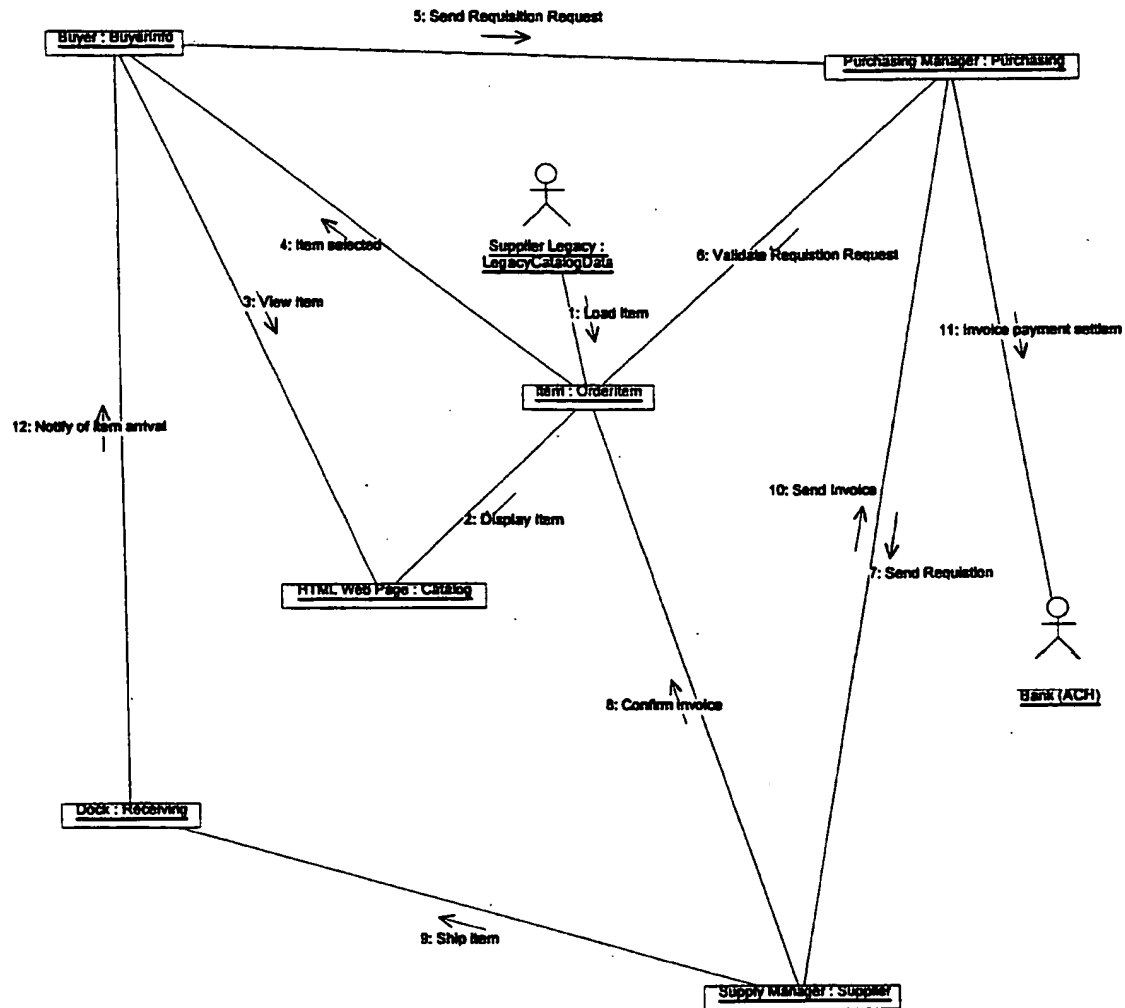 5: Send Requisition Request
Buyer : BuyerInfo
Purchasing Manager : Purchasing
4: Item selected
Supplier Legacy :
LegacyCatalogData
6: Validate Requistion Request
3: View Item
1: Load Item
11: Invoice payment settlem
Item : OrderItem
12: Notify of item arrival
10: Send Invoice
2: Display Item
7: Send Requistion
HTML Web Page : Catalog
8: Confirm invoice
Bank (ACH)
Dock : Receiving
9: Ship Item
Supply Manager : Supplier